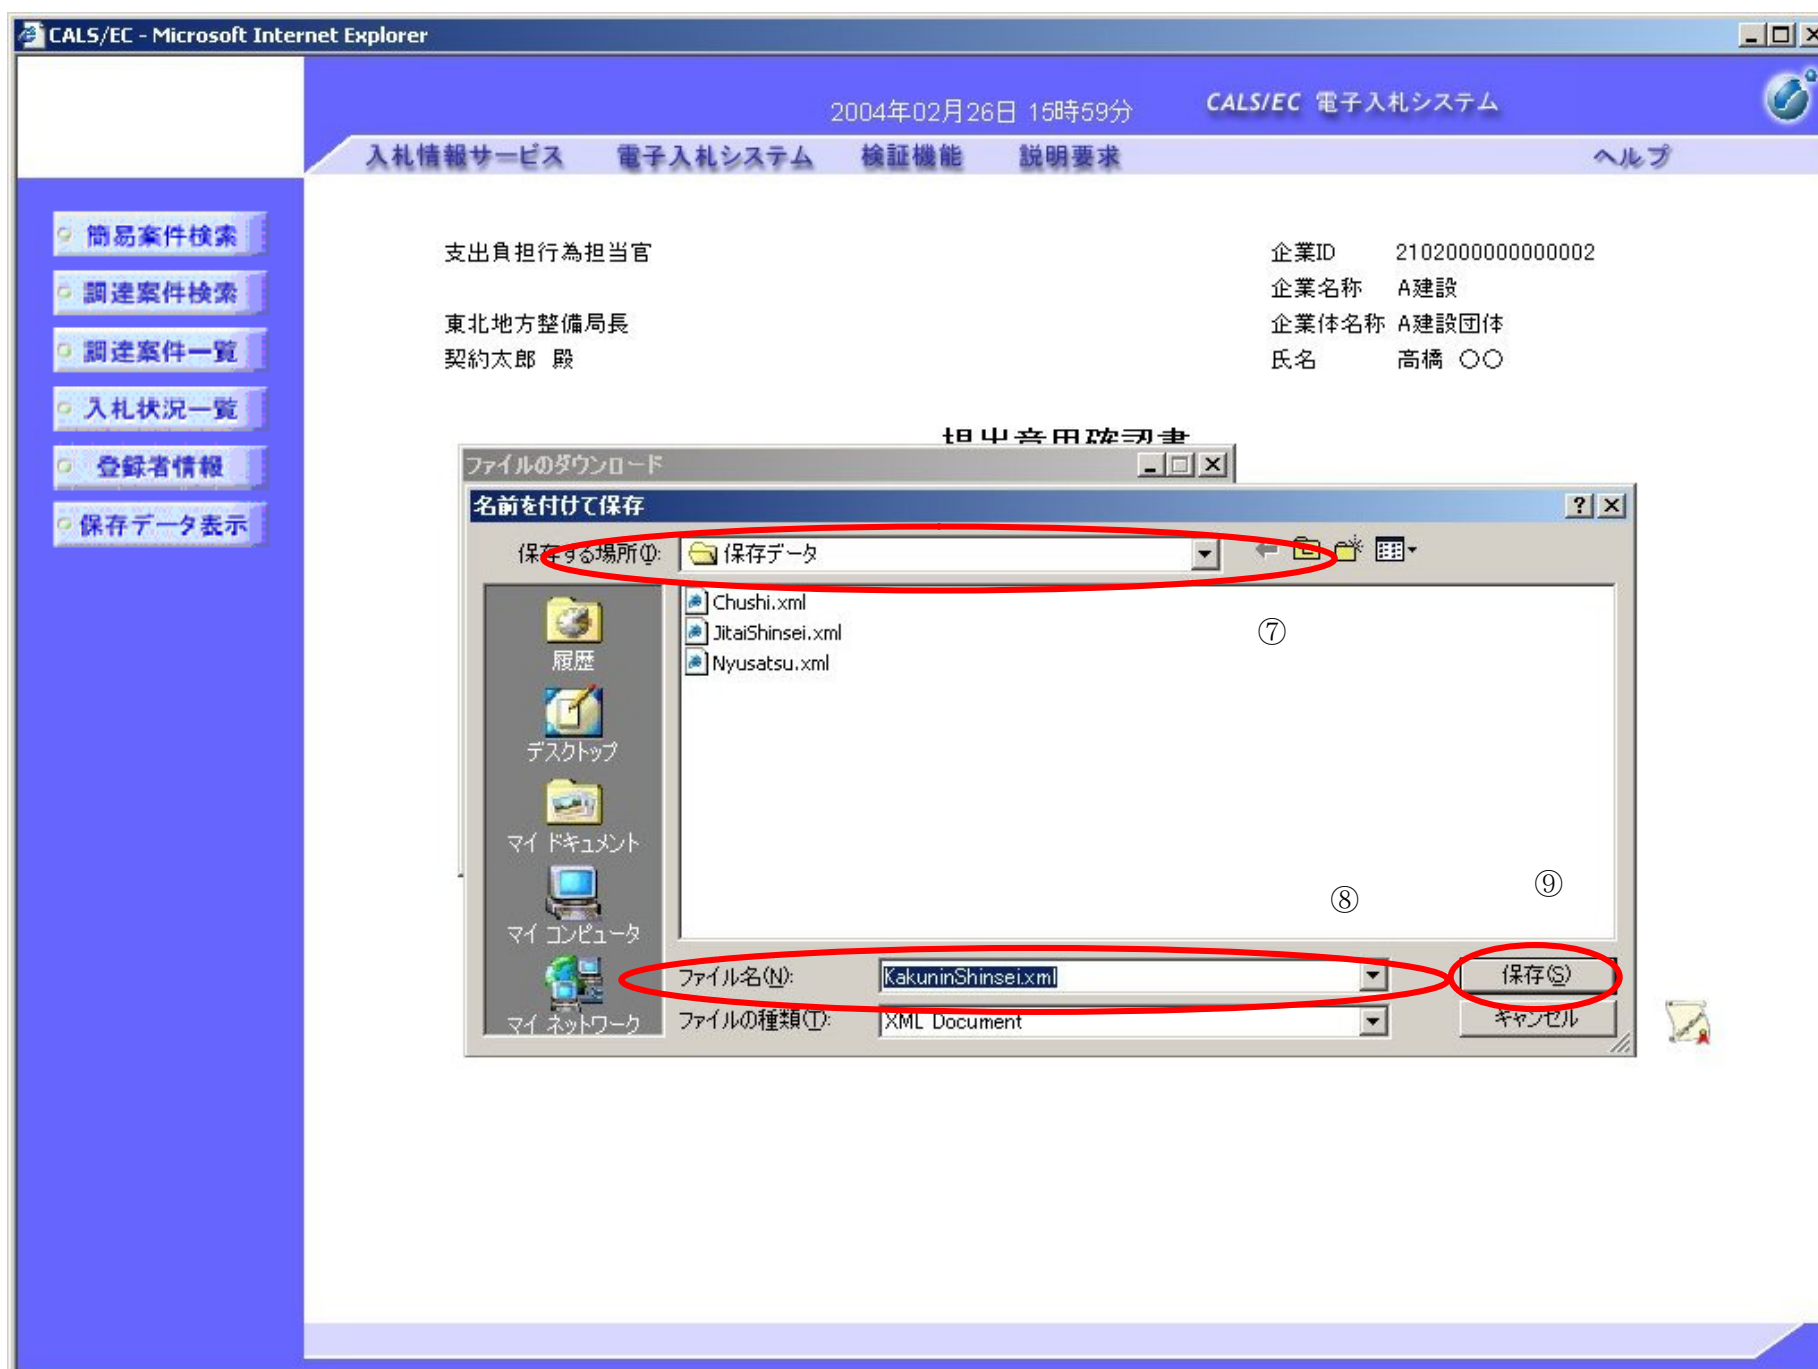 CALS/EC - Microsoft Internet Explorer
2004年02月26日 15時59分
CALS/EC 電子入札システム
入札情報サービス 電子入札システム 検証機能 説明要求 ヘルプ
簡易案件検索
調達案件検索
調達案件一覧
入札状況一覧
登録者情報
保存データ表示
支出負担行為担当官
東北地方整備局長
契約太郎 殿
企業ID 2102000000000002
企業名称 A建設
企業体名称 A建設団体
氏名 高橋 〇〇
ファイルのダウンロード
名前を付けて保存
保存する場所(I): 保存データ
Chushi.xml
JitaiShinsei.xml
Nyusatsu.xml
⑦
履歴
デスクトップ
マイ ドキュメント
マイ コンピュータ
マイ ネットワーク
⑧
⑨
ファイル名(N): KakuninShinsei.xml 保存(S)
ファイルの種類(T): XML Document キャンセル